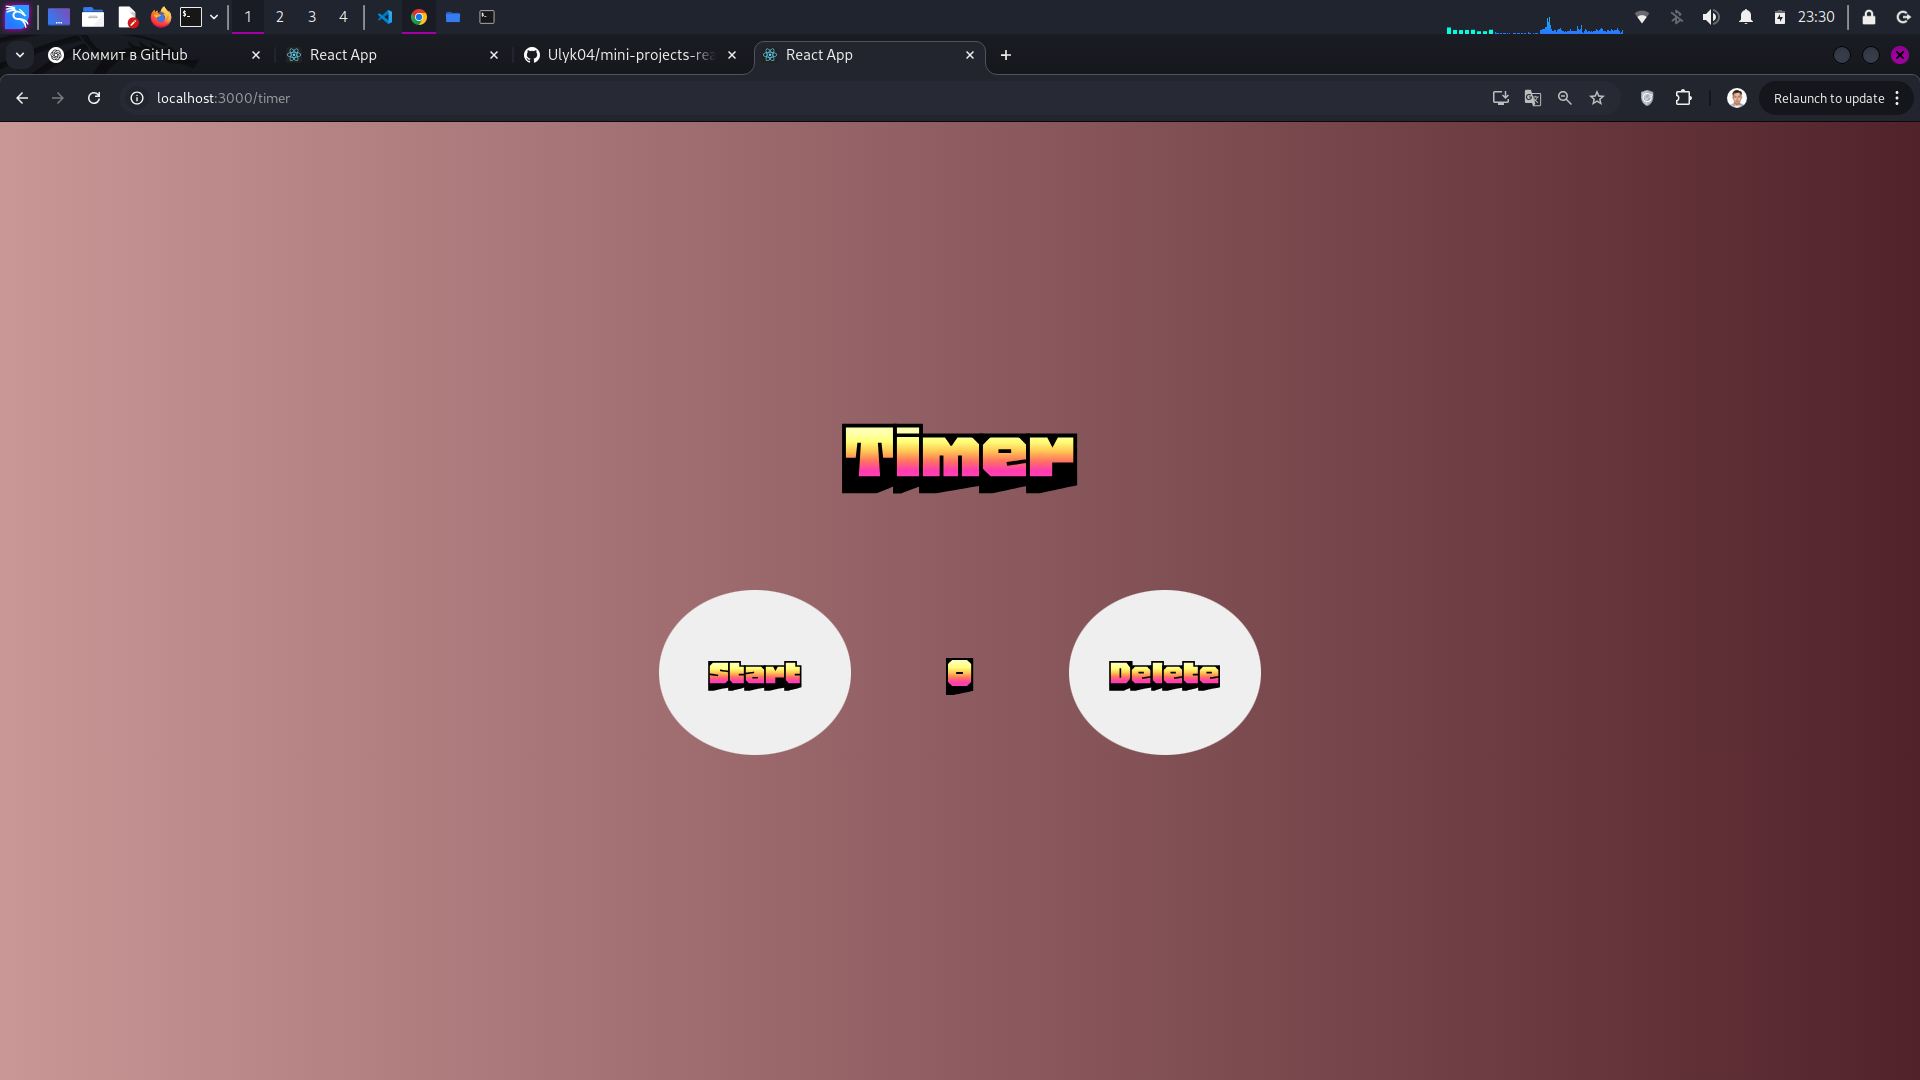 1 2 3 4 23:30
Коммит в GitHub React App Ulyk04/mini-projects-rea React App
localhost:3000/timer Relaunch to update
Timer
Start 0 Delete